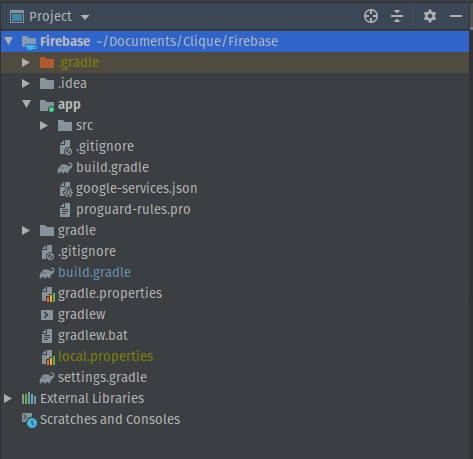 Project
Firebase ~/Documents/Clique/Firebase
.gradle
.idea
app
src
.gitignore
build.gradle
google-services.json
proguard-rules.pro
gradle
.gitignore
build.gradle
gradle.properties
gradlew
gradlew.bat
local.properties
settings.gradle
External Libraries
Scratches and Consoles